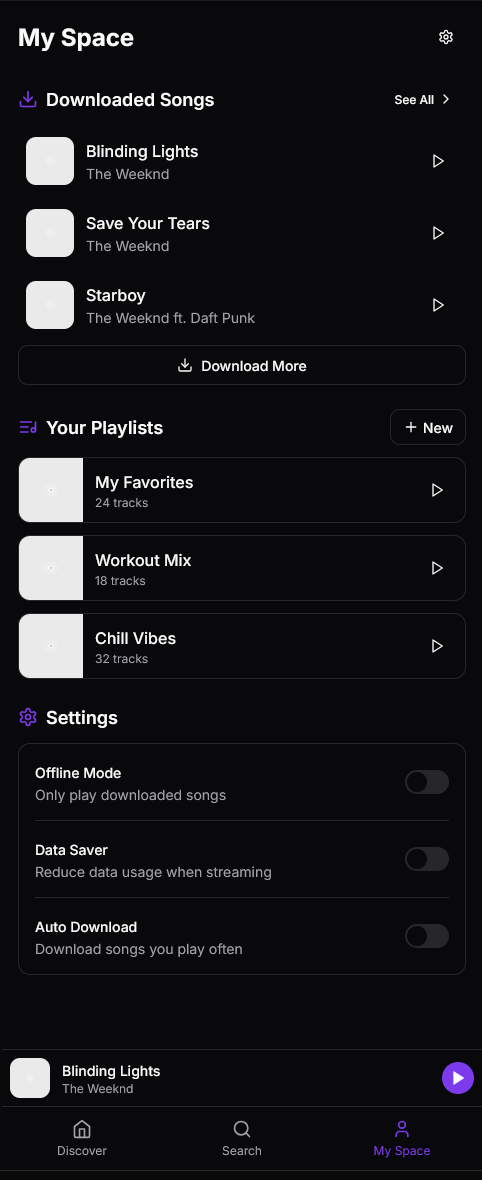 My Space
Downloaded Songs
See All
Blinding Lights
The Weeknd
Save Your Tears
The Weeknd
Starboy
The Weeknd ft. Daft Punk
Download More
Your Playlists
New
My Favorites
24 tracks
Workout Mix
18 tracks
Chill Vibes
32 tracks
Settings
Offline Mode
Only play downloaded songs
Data Saver
Reduce data usage when streaming
Auto Download
Download songs you play often
Blinding Lights
The Weeknd
Discover
Search
My Space